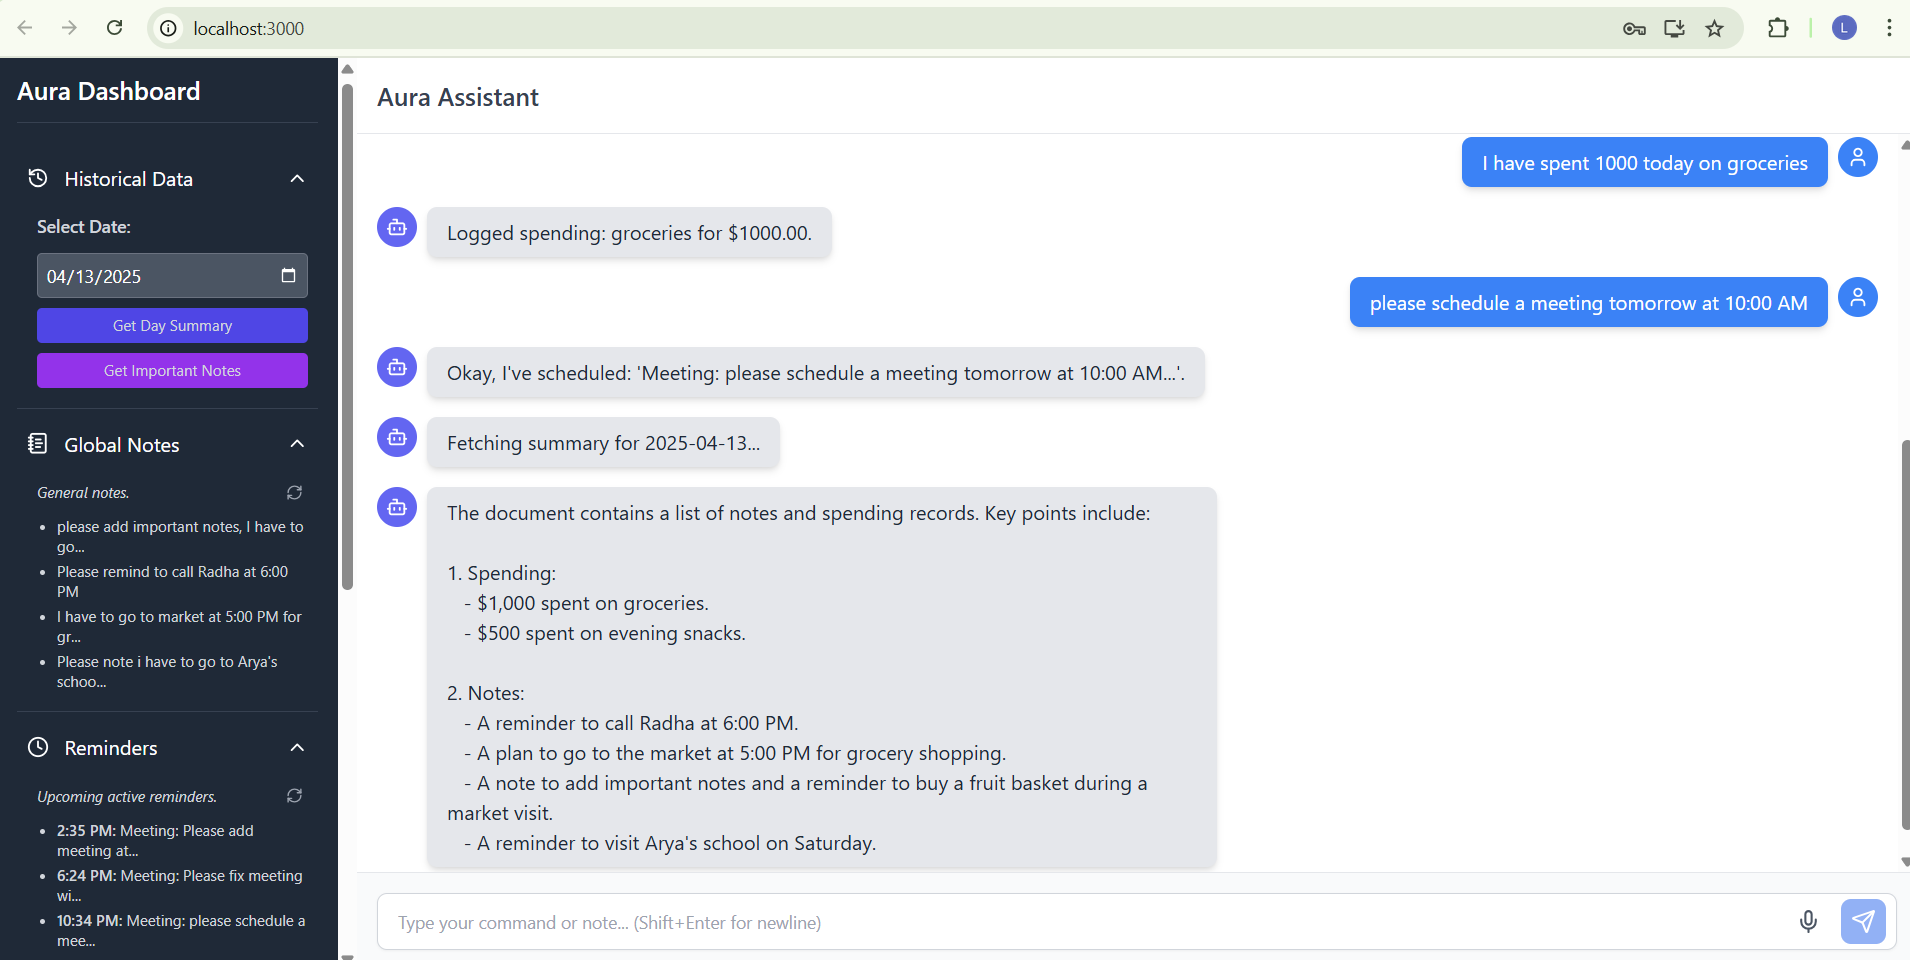 localhost:3000
L
Aura Dashboard
Historical Data
Select Date:
04/13/2025
Get Day Summary
Get Important Notes
Global Notes
General notes.
• please add important notes, I have to
go...
• Please remind to call Radha at 6:00
PM
• I have to go to market at 5:00 PM for
gr...
• Please note i have to go to Arya's
schoo...
Reminders
Upcoming active reminders.
• 2:35 PM: Meeting: Please add
meeting at...
• 6:24 PM: Meeting: Please fix meeting
wi...
• 10:34 PM: Meeting: please schedule a
mee...
Aura Assistant
I have spent 1000 today on groceries
Logged spending: groceries for $1000.00.
please schedule a meeting tomorrow at 10:00 AM
Okay, I've scheduled: 'Meeting: please schedule a meeting tomorrow at 10:00 AM...'.
Fetching summary for 2025-04-13...
The document contains a list of notes and spending records. Key points include:
1. Spending:
- $1,000 spent on groceries.
- $500 spent on evening snacks.
2. Notes:
- A reminder to call Radha at 6:00 PM.
- A plan to go to the market at 5:00 PM for grocery shopping.
- A note to add important notes and a reminder to buy a fruit basket during a
market visit.
- A reminder to visit Arya's school on Saturday.
Type your command or note... (Shift+Enter for newline)